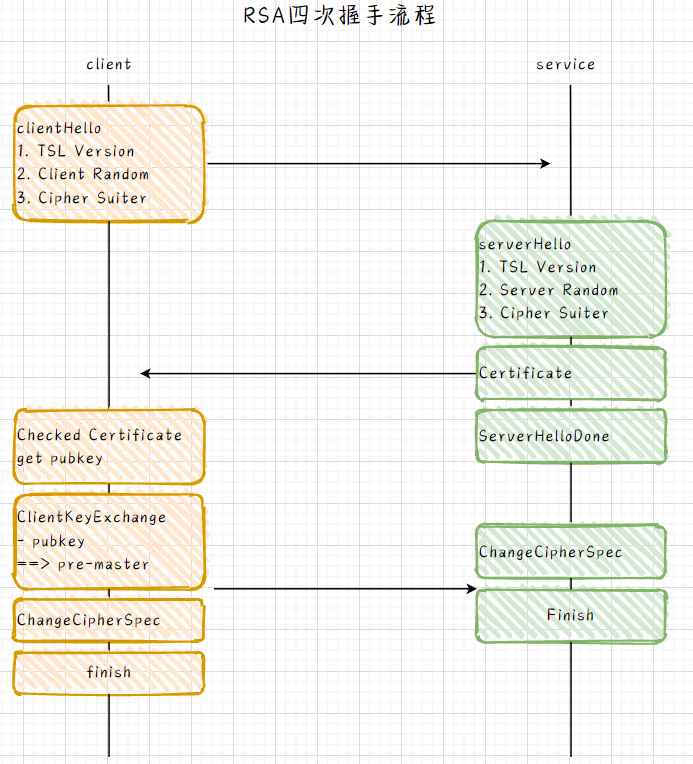 RSA四次握手流程
client
service
clientHello
1. TSL Version
2. Client Random
3. Cipher Suiter
serverHello
1. TSL Version
2. Server Random
3. Cipher Suiter
Certificate
Checked Certificate
get pubkey
ServerHelloDone
ClientKeyExchange
- pubkey
==> pre-master
ChangeCipherSpec
finish
ChangeCipherSpec
Finish